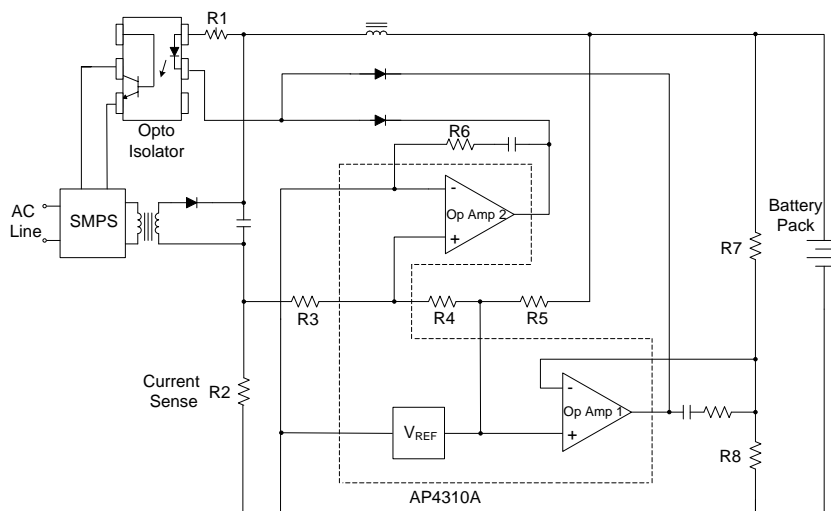 R1
Opto
Isolator
R6
-
Op Amp 2
+
AC
Line
SMPS
Battery
Pack
R7
R3
R4
R5
Current
Sense
R2
-
Op Amp 1
+
VREF
R8
AP4310A